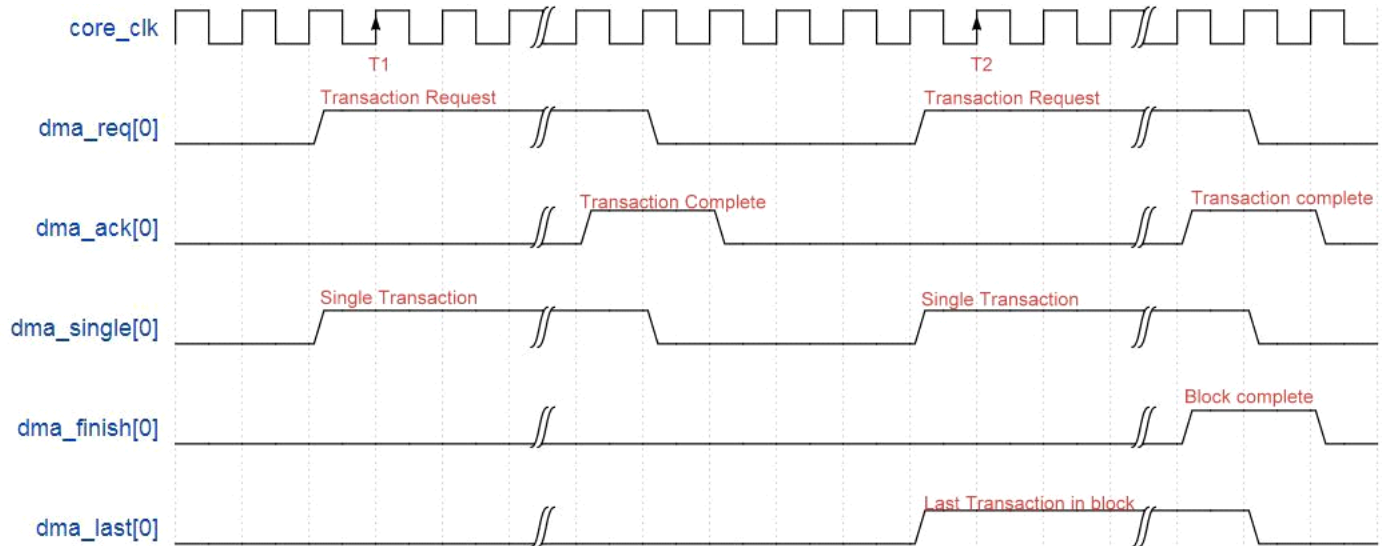 core_clk
T1
T2
Transaction Request
Transaction Request
dma_req[0]
Transaction Complete
Transaction complete
dma_ack[0]
Single Transaction
Single Transaction
dma_single[0]
Block complete
dma_finish[0]
Last Transaction in block
dma_last[0]